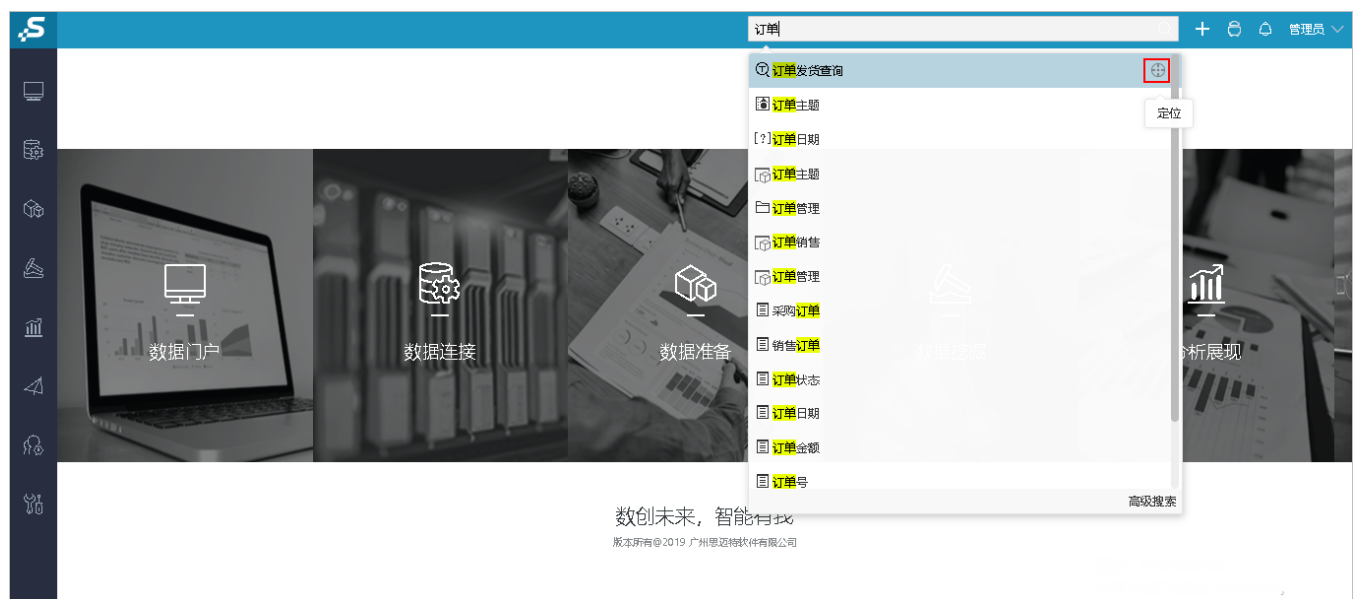 S
订单
管理员
订单发货查询
定位
订单主题
[?]订单日期
订单主题
订单管理
订单销售
订单管理
采购订单
销售订单
订单状态
订单日期
订单金额
订单号
高级搜索
数据门户
数据连接
数据准备
数据挖掘
分析展现
数创未来，智能有我
版本所有@2019 广州思迈特软件有限公司